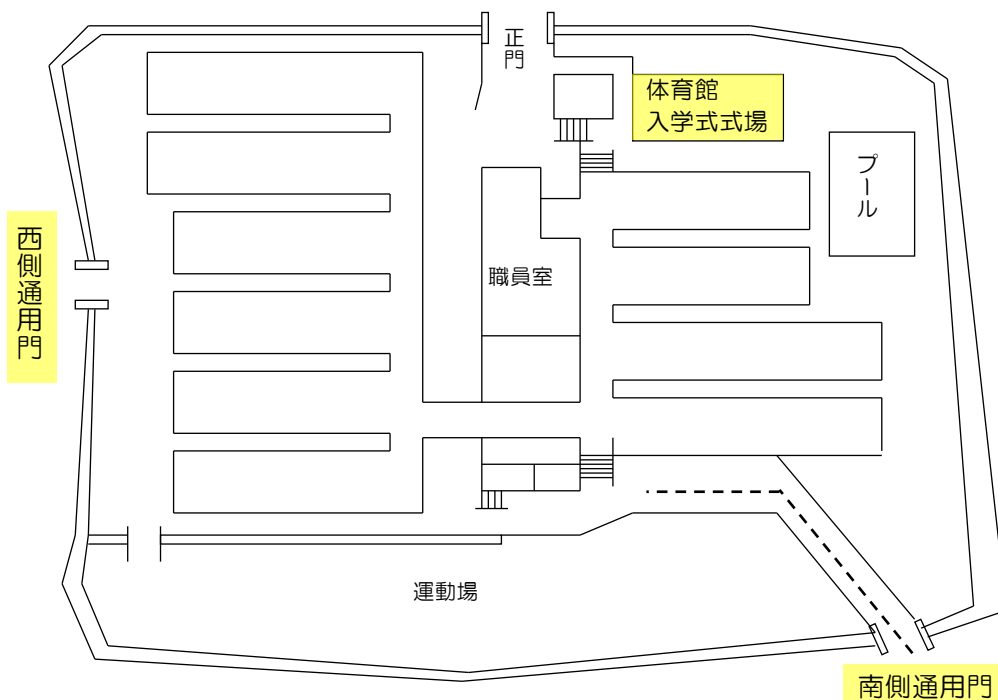 正門
体育館
入学式式場
プール
西側通用門
職員室
運動場
南側通用門